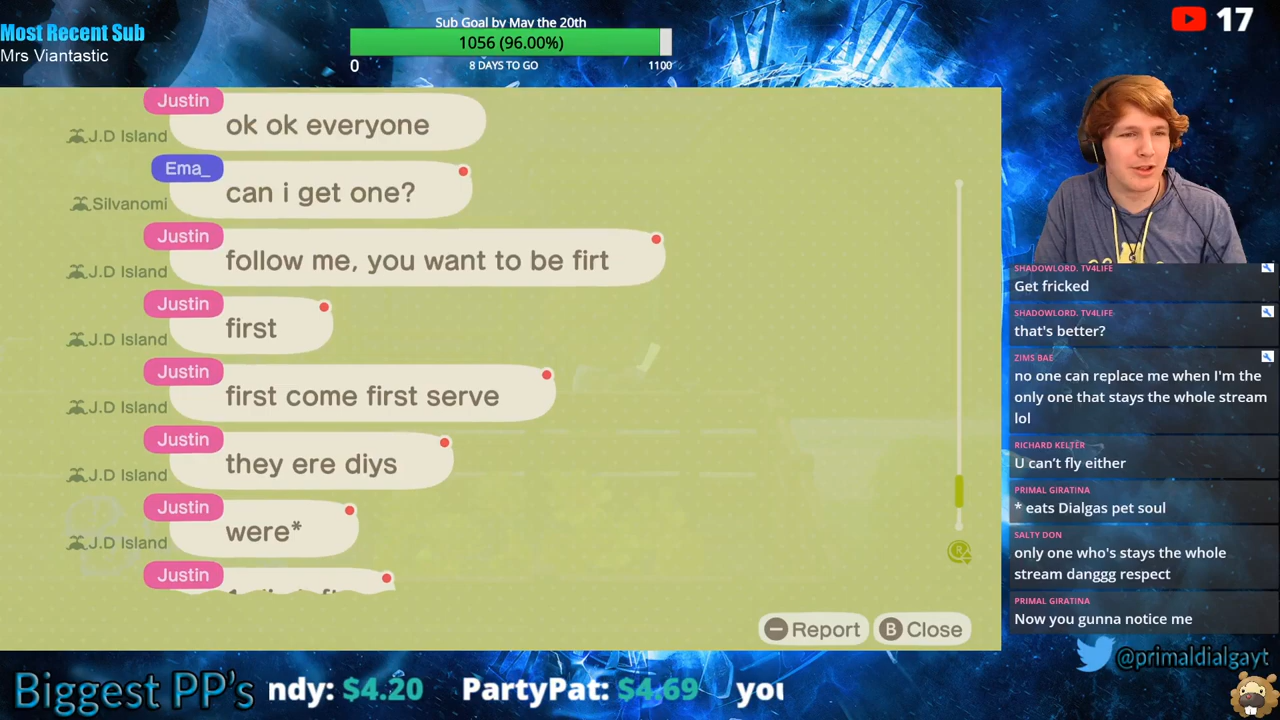 Most Recent Sub
Mrs Viantastic
Sub Goal by May the 20th
1056 (96.00%)
0
8 DAYS TO GO
1100
17
Justin
J.D Island
ok ok everyone
Ema_
Silvanomi
can i get one?
Justin
J.D Island
follow me, you want to be firt
Justin
J.D Island
first
Justin
J.D Island
first come first serve
Justin
J.D Island
they ere diys
Justin
J.D Island
were*
Justin
R
Report
B Close
SHADOWLORD. TV4LIFE
Get fricked
SHADOWLORD. TV4LIFE
that's better?
ZIMS BAE
no one can replace me when I'm the
only one that stays the whole stream
lol
RICHARD KELTER
U can't fly either
PRIMAL GIRATINA
* eats Dialgas pet soul
SALTY DON
only one who's stays the whole
stream danggg respect
PRIMAL GIRATINA
Now you gunna notice me
@primaldialgayt
Biggest PP's
ndy: $4.20 PartyPat: $4.69 you